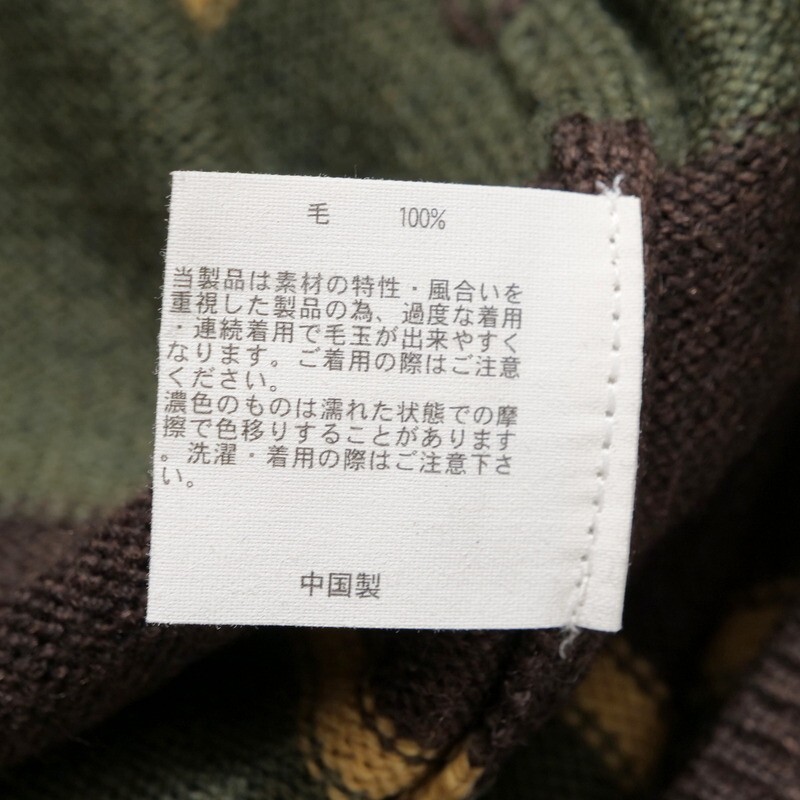 毛 100%
当製品は素材の特性・風合いを
重視した製品の為、過度な着用
・連続着用で毛玉が出来やすく
なります。ご着用の際はご注意
ください。
濃色のものは濡れた状態での摩
擦で色移りすることがあります
。洗濯・着用の際はご注意下さ
い。
中国製